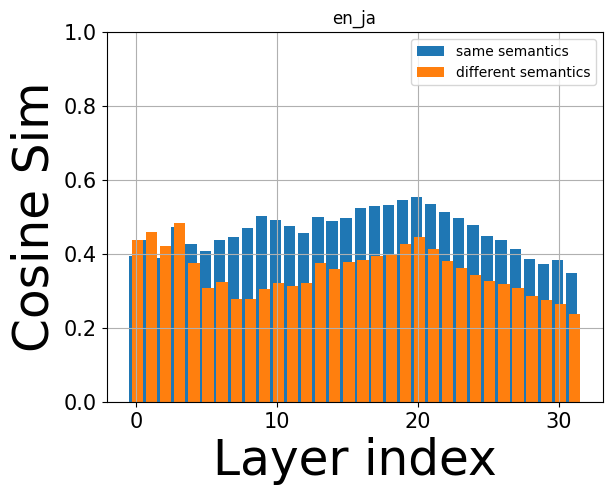 en_ja
same semantics
different semantics
Cosine Sim
1.0
0.8
0.6
0.4
0.2
0.0
0 10 20 30
Layer index